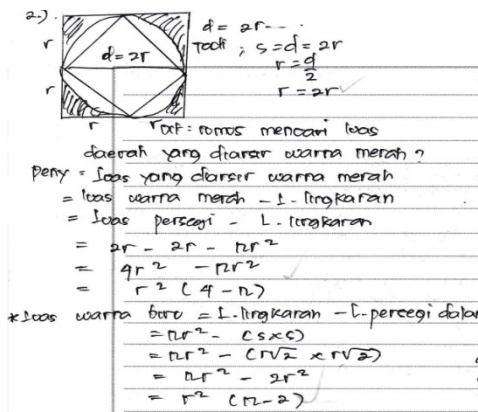 2.)
d = 2r
r
d = 2r
Jadi ; s = d = 2r
r = d/2
r
r = 2r
r
Dit : rumus mencari luas
daerah yang diarsir warna merah ?
peny = Luas yang diarsir warna merah
= luas warna merah - L. lingkaran
= Luas persegi - L. lingkaran
= 2r - 2r - πr²
= 4r² - πr²
= r² (4 - π)
*Luas warna biru = L. lingkaran - L. persegi dalam
= πr² - (s×s)
= πr² - (r√2 × r√2)
= πr² - 2r²
= r² (π-2)